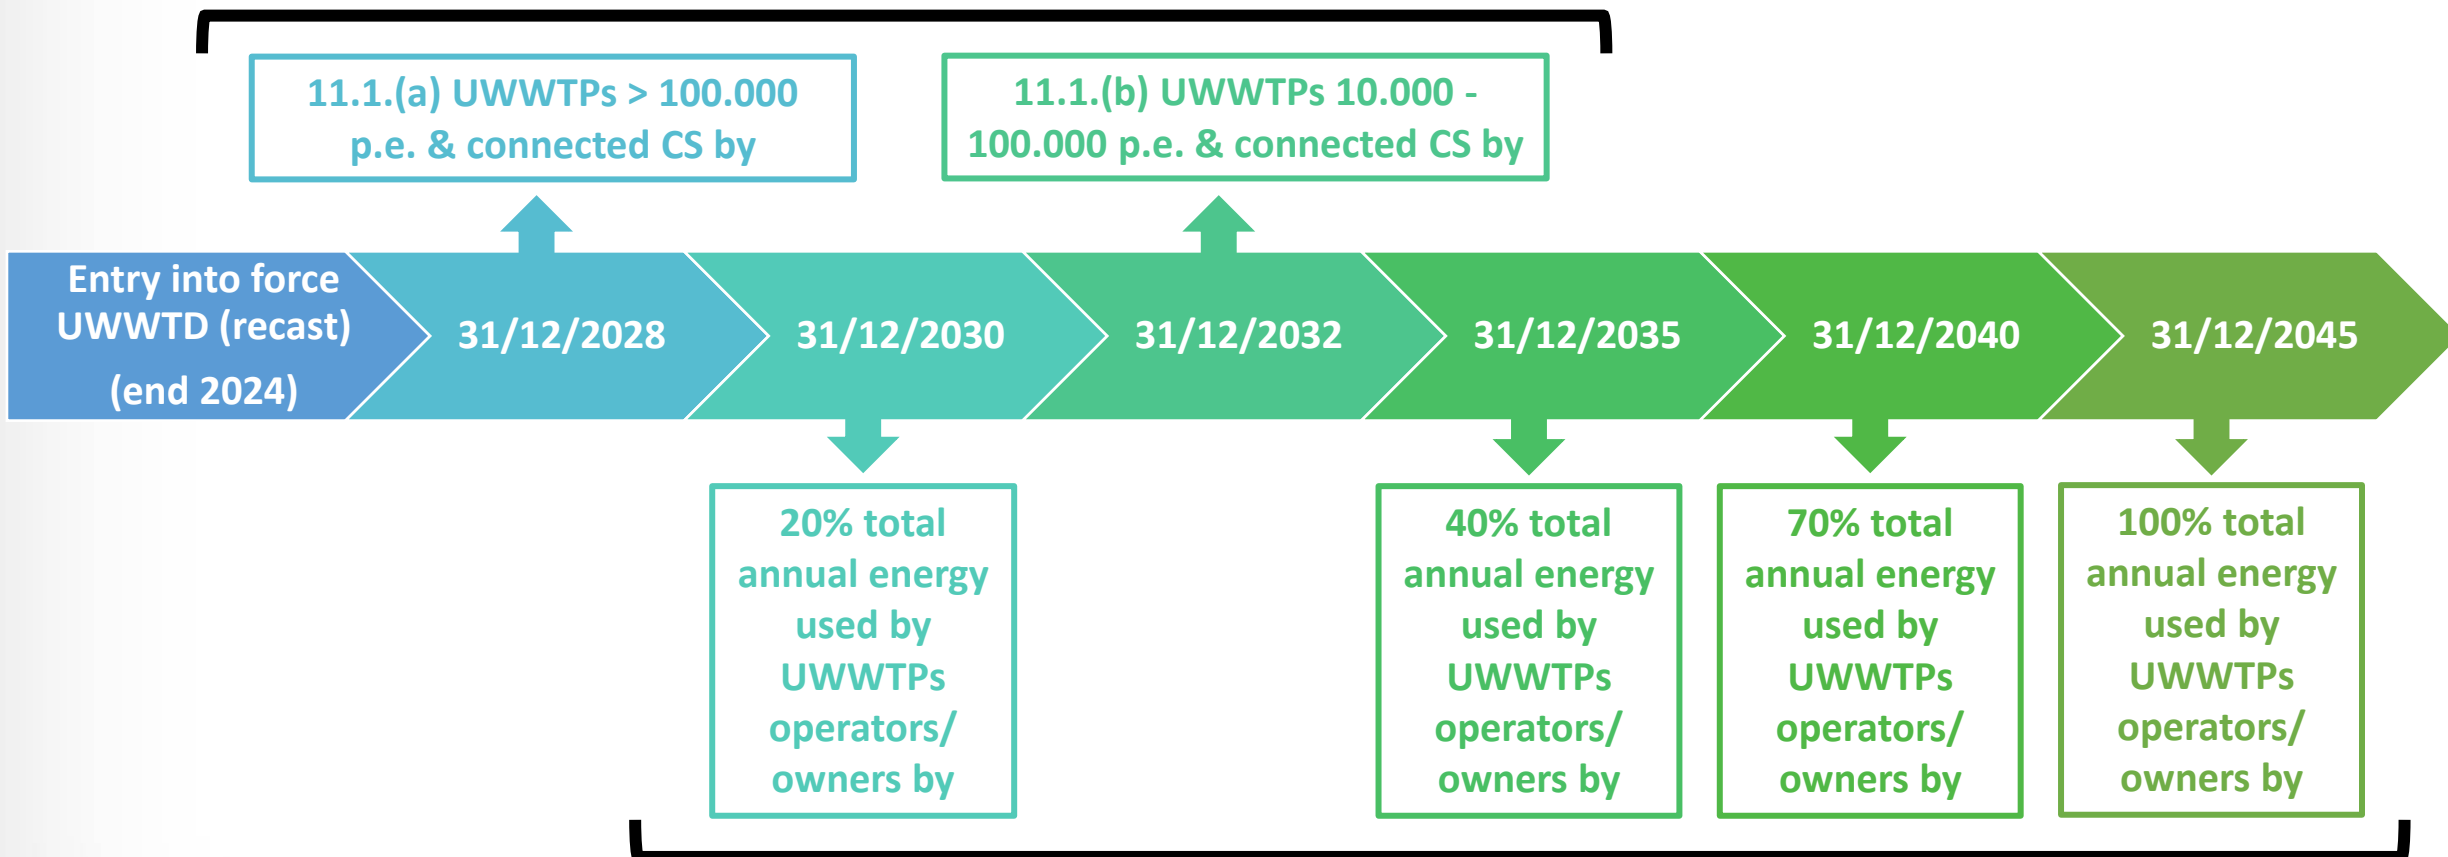 11.1.(a) UWWTPs > 100.000
p.e. & connected CS by
11.1.(b) UWWTPs 10.000 -
100.000 p.e. & connected CS by
Entry into force
UWWTD (recast)
(end 2024)
31/12/2028
31/12/2030
31/12/2032
31/12/2035
31/12/2040
31/12/2045
20% total
annual energy
used by
UWWTPs
operators/
owners by
40% total
annual energy
used by
UWWTPs
operators/
owners by
70% total
annual energy
used by
UWWTPs
operators/
owners by
100% total
annual energy
used by
UWWTPs
operators/
owners by